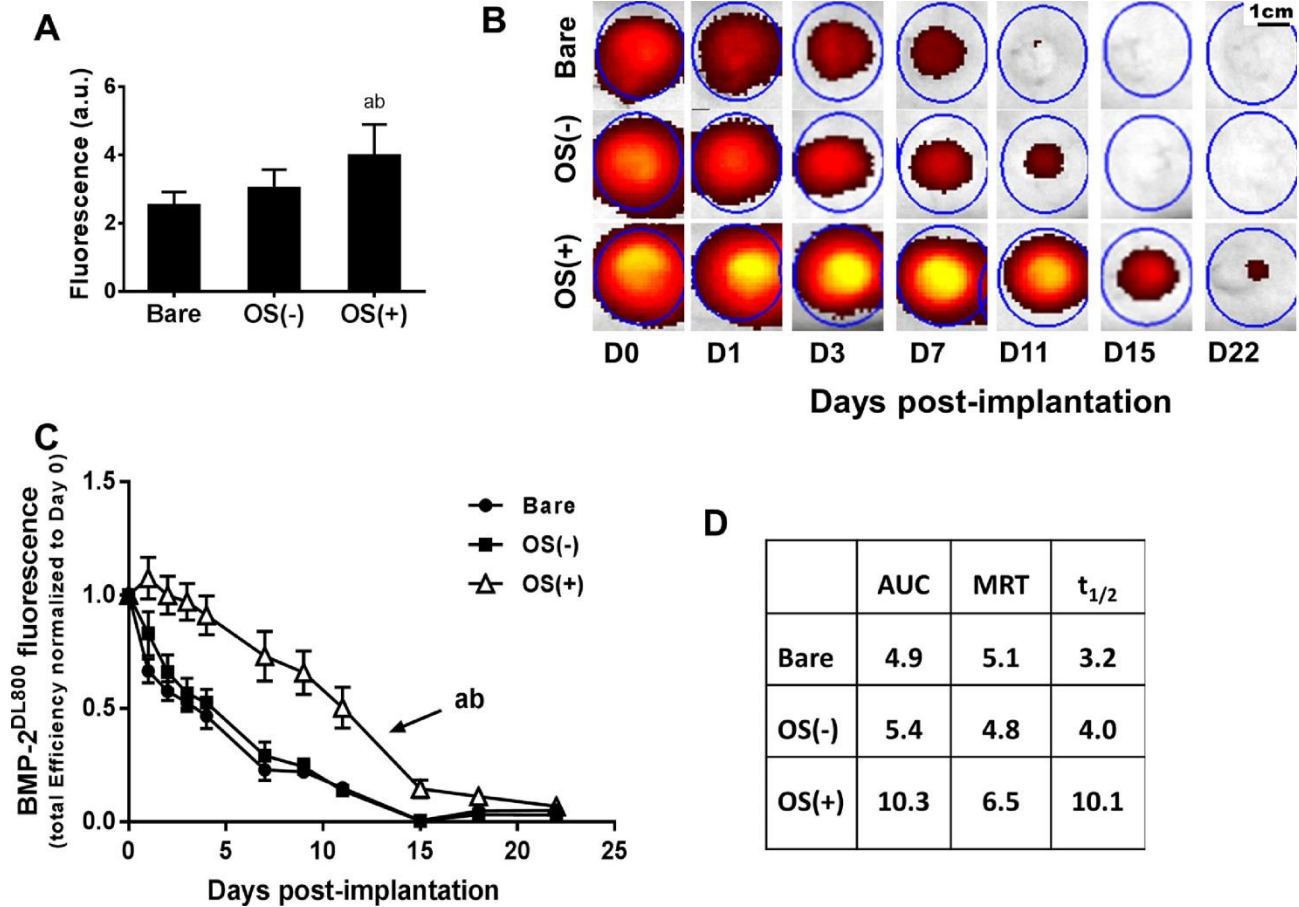 A
Fluorescence (a.u.)
6
4
2
0
ab
Bare OS(-) OS(+)
B
1cm
Bare
OS(-)
OS(+)
D0 D1 D3 D7 D11 D15 D22
Days post-implantation
C
BMP-2^DL800 fluorescence
(total Efficiency normalized to Day 0)
1.5
1.0
0.5
0.0
Bare
OS(-)
OS(+)
ab
0 5 10 15 20 25
Days post-implantation
D
AUC MRT t1/2
Bare 4.9 5.1 3.2
OS(-) 5.4 4.8 4.0
OS(+) 10.3 6.5 10.1